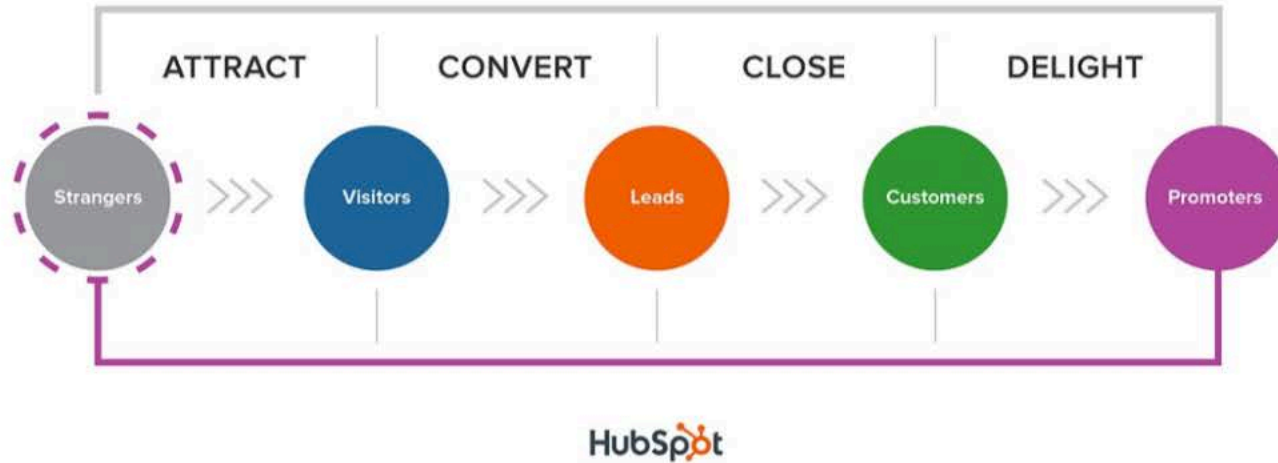 ATTRACT CONVERT CLOSE DELIGHT
Strangers Visitors Leads Customers Promoters
HubSpot